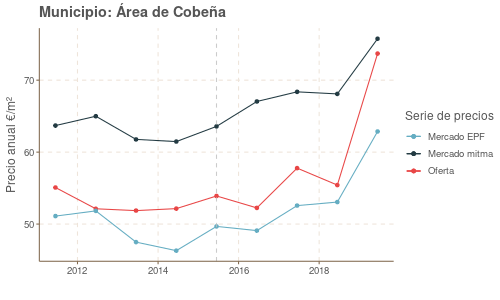 Municipio: Área de Cobeña
Precio anual €/m²
70
60
50
2012
2014
2016
2018
Serie de precios
Mercado EPF
Mercado mitma
Oferta